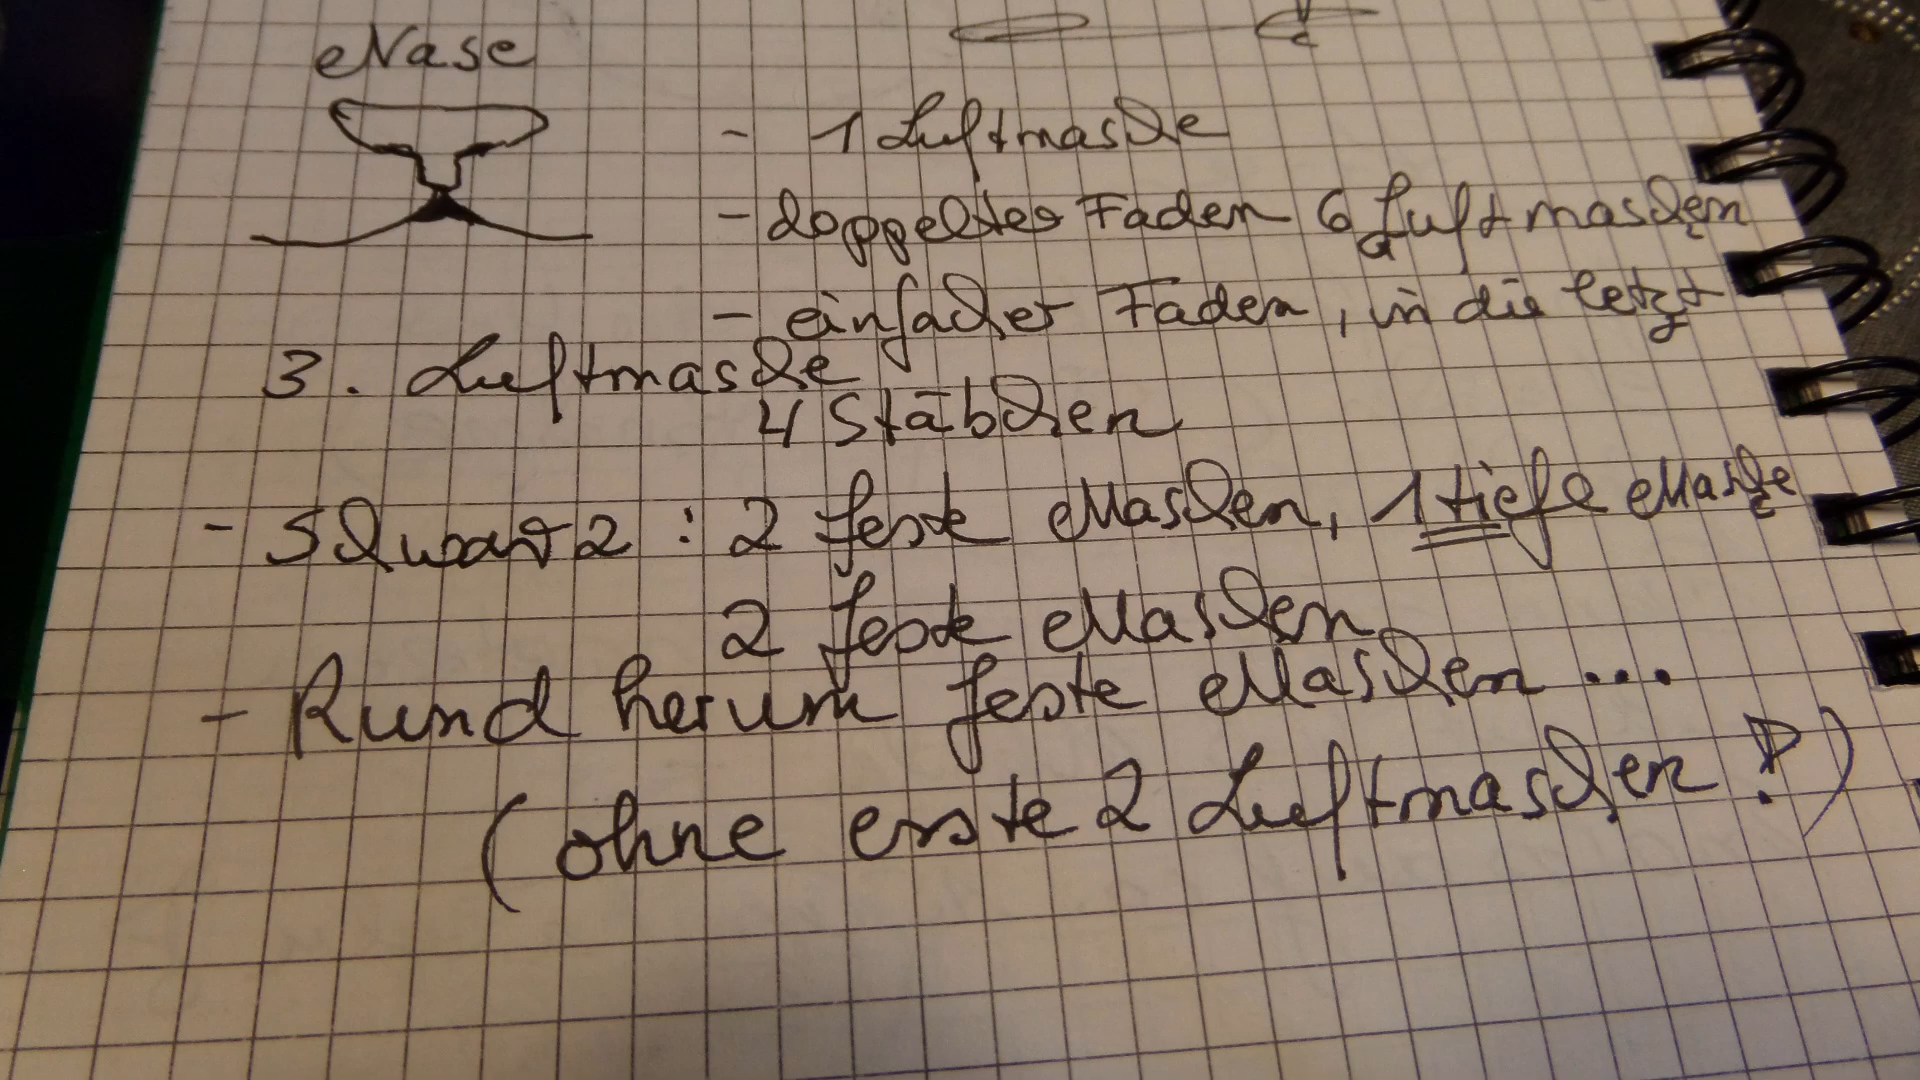 Nase
- 1 Luftmasche
- doppelter Faden 6 Luftmaschen
- einfacher Faden, in die letzt
3. Luftmasche
4 Stäbchen
- Schwarz : 2 feste Maschen, 1 tiefe Masche
2 feste Maschen
- Rund herum feste Maschen ...
(ohne erste 2 Luftmaschen!)